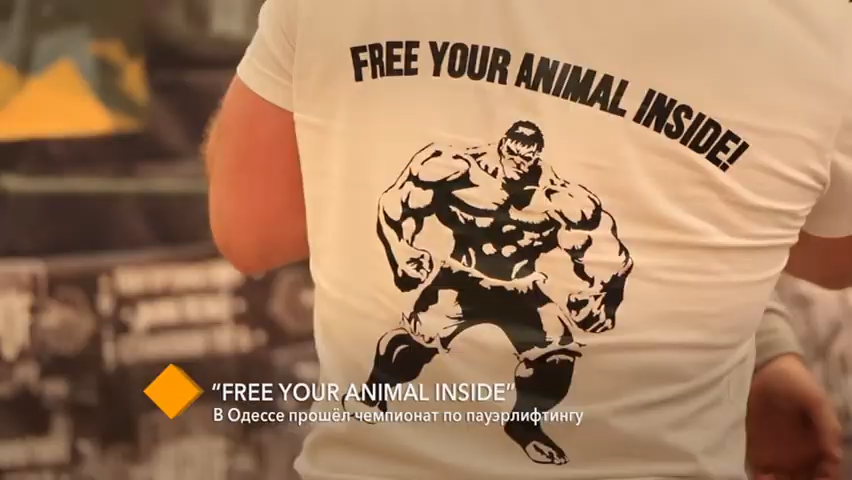 FREE YOUR ANIMAL INSIDE!
“FREE YOUR ANIMAL INSIDE”
В Одессе прошёл чемпионат по пауэрлифтингу